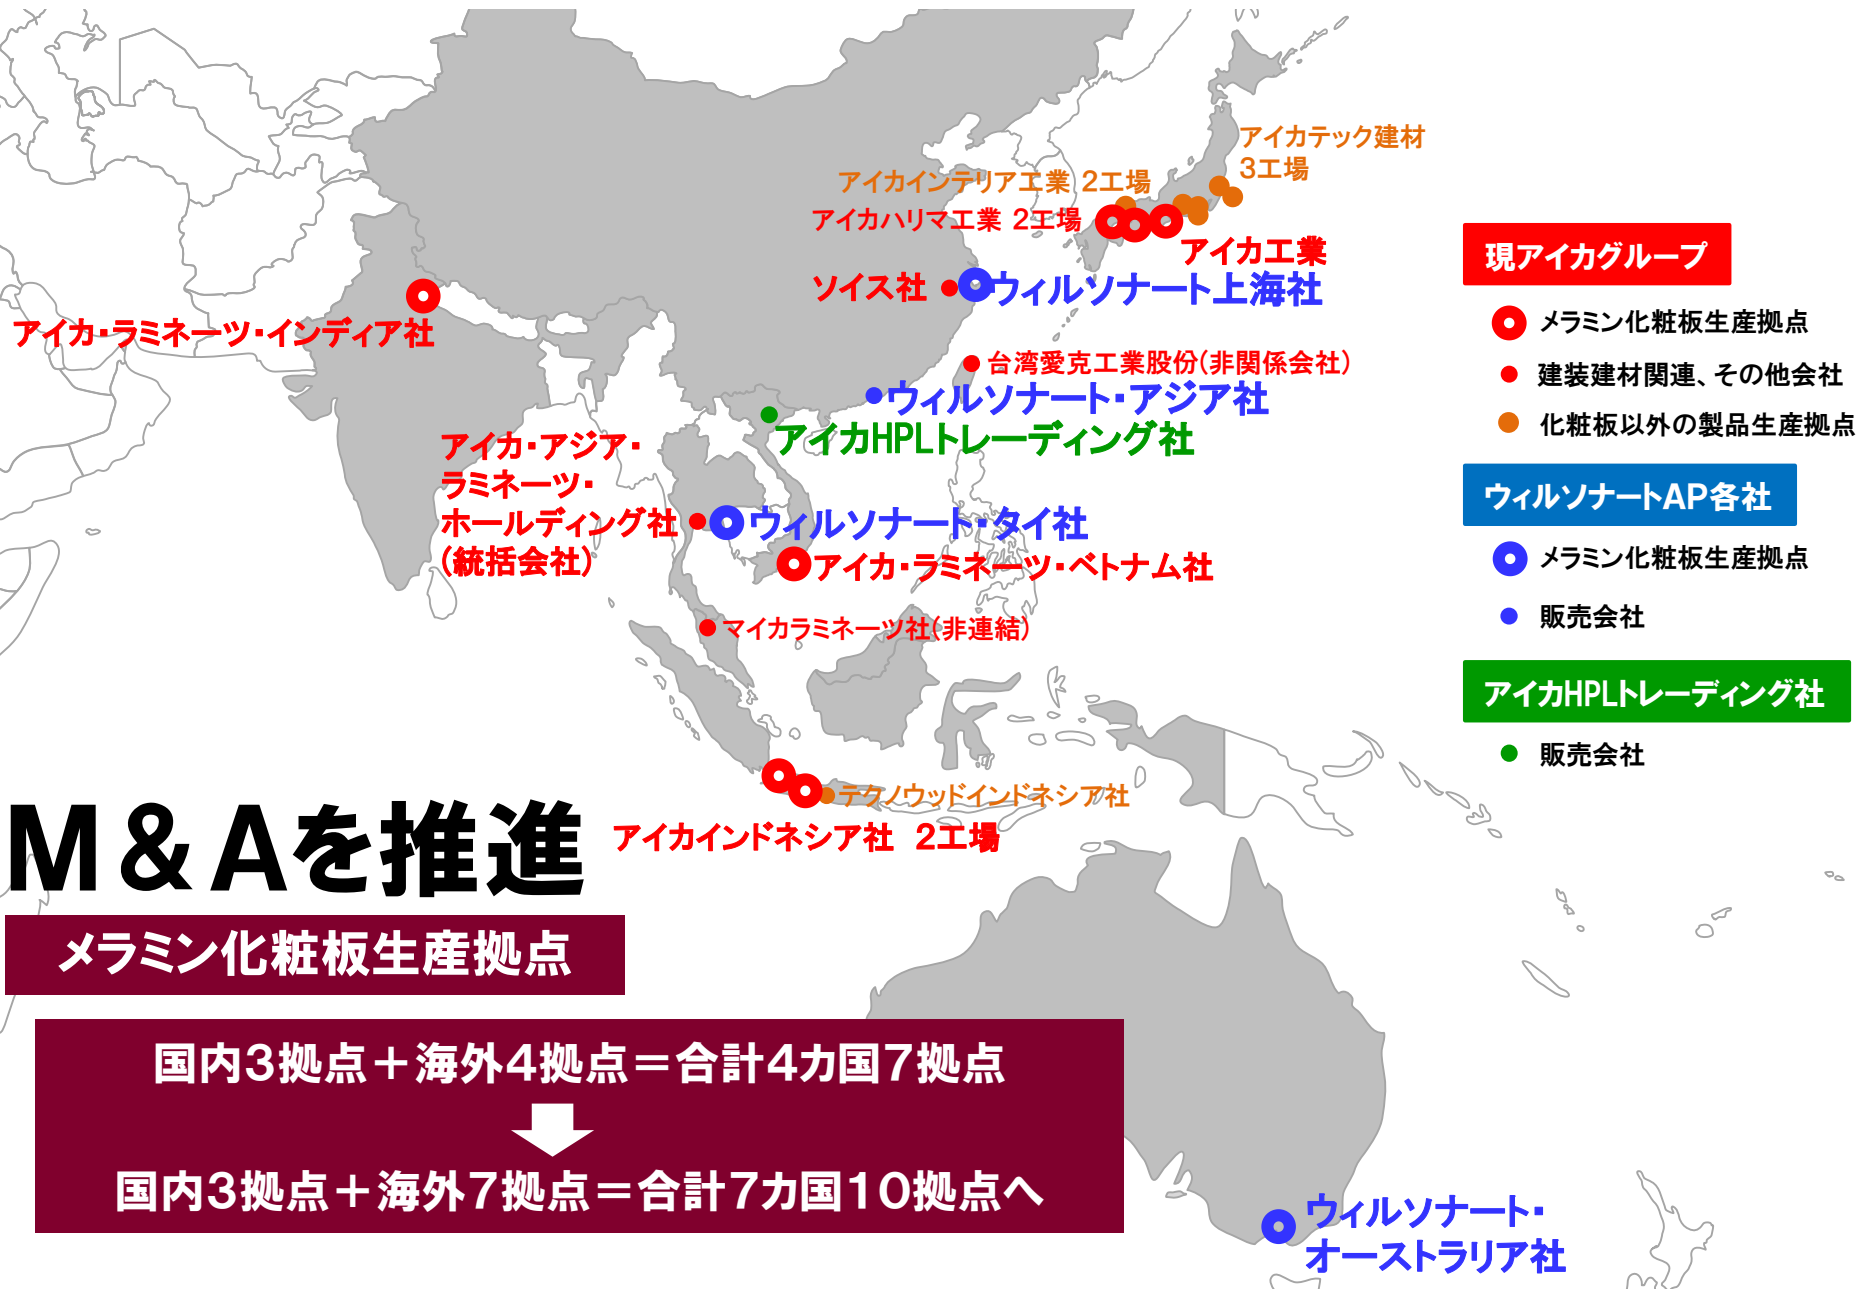 アイカテック建材
3工場
アイカインテリア工業 2工場
アイカハリマ工業 2工場
アイカ工業
ソイス社
ウィルソナート上海社
アイカ・ラミネーツ・インディア社
台湾愛克工業股份(非関係会社)
ウィルソナート・アジア社
アイカHPLトレーディング社
アイカ・アジア・
ラミネーツ・
ホールディング社
(統括会社)
ウィルソナート・タイ社
アイカ・ラミネーツ・ベトナム社
マイカラミネーツ社(非連結)
テクノウッドインドネシア社
アイカインドネシア社 2工場
ウィルソナート・
オーストラリア社
現アイカグループ
メラミン化粧板生産拠点
建装建材関連、その他会社
化粧板以外の製品生産拠点
ウィルソナートAP各社
メラミン化粧板生産拠点
販売会社
アイカHPLトレーディング社
販売会社
M&Aを推進
メラミン化粧板生産拠点
国内3拠点+海外4拠点=合計4カ国7拠点
国内3拠点+海外7拠点=合計7カ国10拠点へ